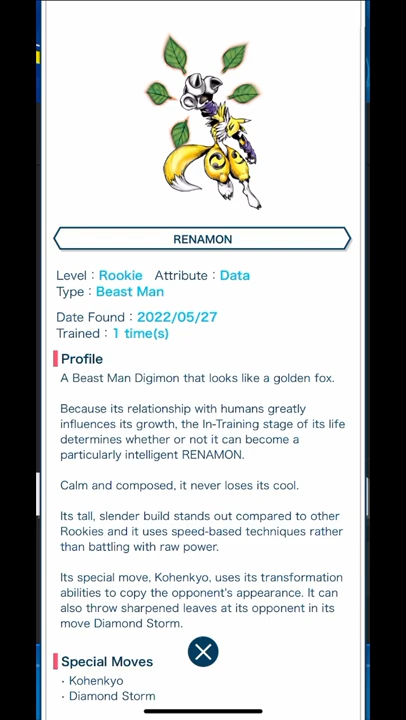 RENAMON
Level : Rookie Attribute : Data
Type : Beast Man
Date Found : 2022/05/27
Trained : 1 time(s)
Profile
A Beast Man Digimon that looks like a golden fox.
Because its relationship with humans greatly
influences its growth, the In-Training stage of its life
determines whether or not it can become a
particularly intelligent RENAMON.
Calm and composed, it never loses its cool.
Its tall, slender build stands out compared to other
Rookies and it uses speed-based techniques rather
than battling with raw power.
Its special move, Kohenkyo, uses its transformation
abilities to copy the opponent's appearance. It can
also throw sharpened leaves at its opponent in its
move Diamond Storm.
Special Moves
・Kohenkyo
・Diamond Storm